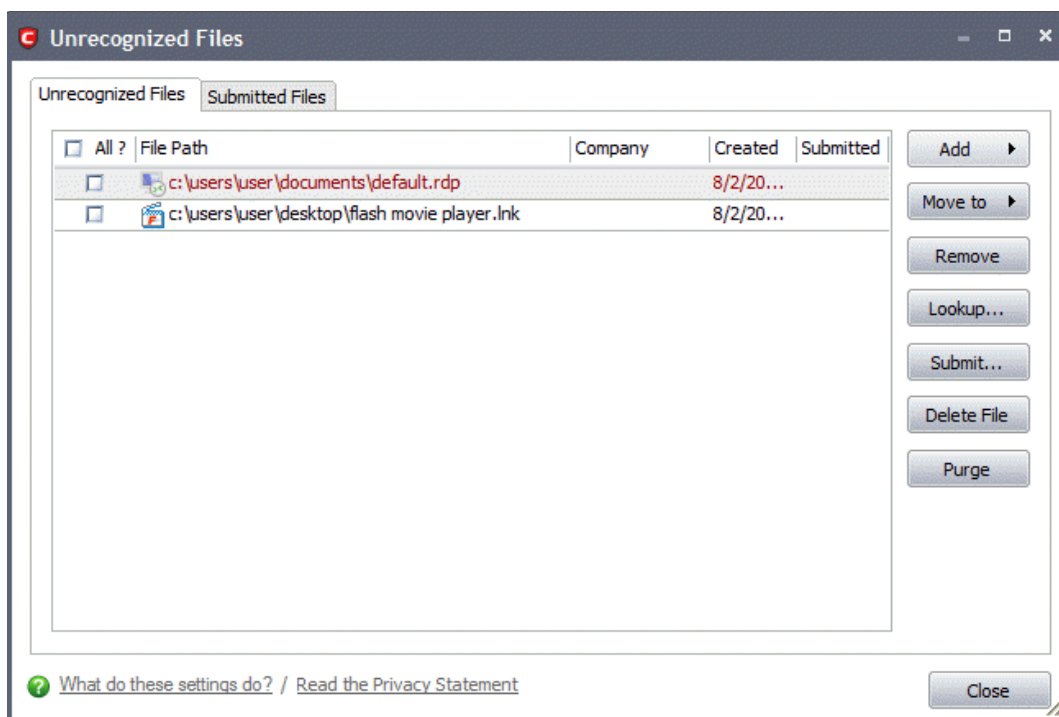 Unrecognized Files
Unrecognized Files Submitted Files
All ? File Path Company Created Submitted
c:\users\user\documents\default.rdp 8/2/20...
c:\users\user\desktop\flash movie player.lnk 8/2/20...
Add
Move to
Remove
Lookup...
Submit...
Delete File
Purge
What do these settings do? / Read the Privacy Statement
Close